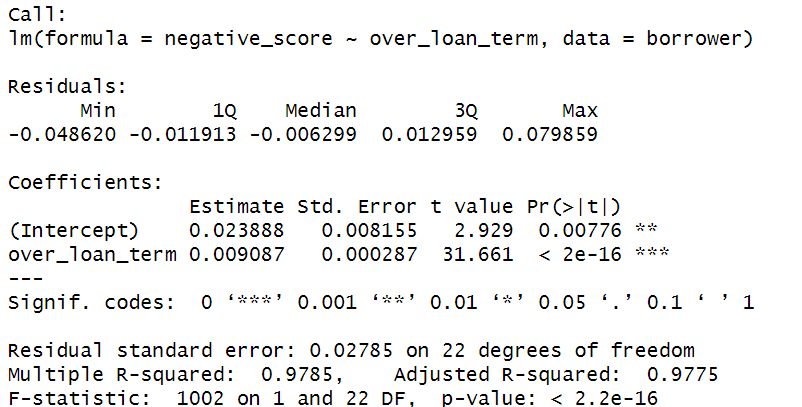 Call:
lm(formula = negative_score ~ over_loan_term, data = borrower)
Residuals:
Min 1Q Median 3Q Max
-0.048620 -0.011913 -0.006299 0.012959 0.079859
Coefficients:
Estimate Std. Error t value Pr(>|t|)
(Intercept) 0.023888 0.008155 2.929 0.00776 **
over_loan_term 0.009087 0.000287 31.661 < 2e-16 ***
---
Signif. codes: 0 ‘***’ 0.001 ‘**’ 0.01 ‘*’ 0.05 ‘.’ 0.1 ‘ ’ 1
Residual standard error: 0.02785 on 22 degrees of freedom
Multiple R-squared: 0.9785, Adjusted R-squared: 0.9775
F-statistic: 1002 on 1 and 22 DF, p-value: < 2.2e-16